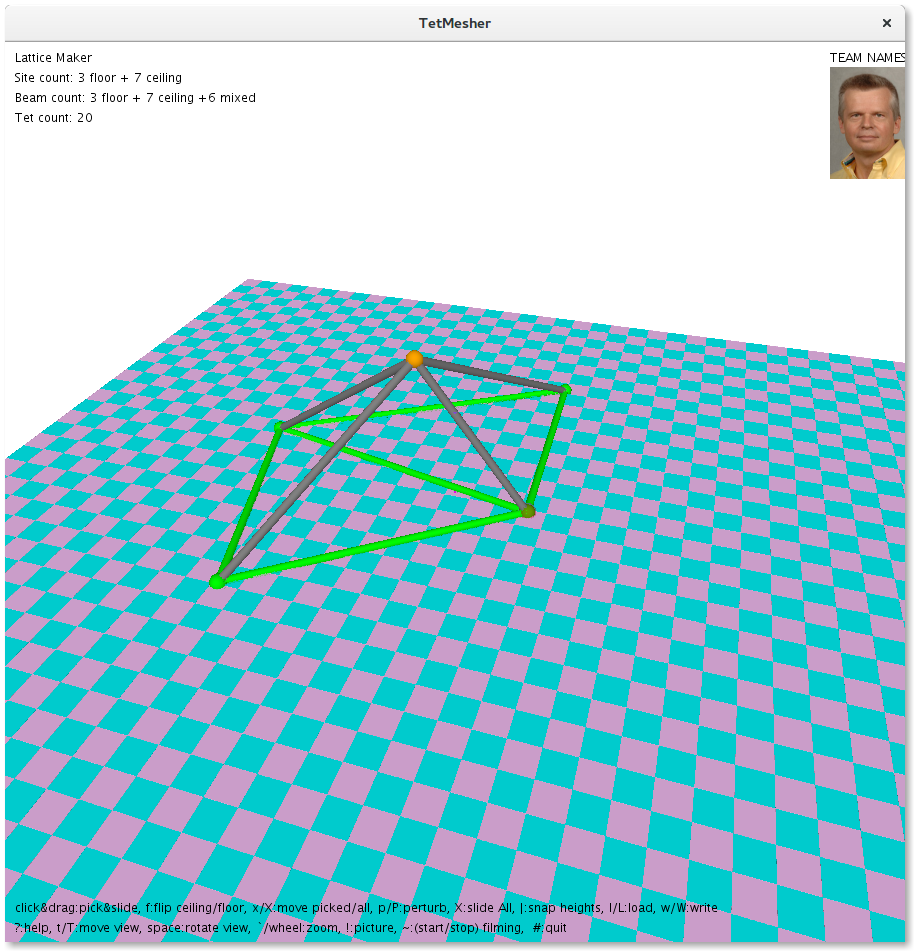 TetMesher
×
Lattice Maker
TEAM NAMES
Site count: 3 floor + 7 ceiling
Beam count: 3 floor + 7 ceiling +6 mixed
Tet count: 20
click&drag:pick&slide, f:flip ceiling/floor, x/X:move picked/all, p/P:perturb, X:slide All, |:snap heights, l/L:load, w/W:write
?:help, t/T:move view, space:rotate view, `/wheel:zoom, !:picture, ~:(start/stop) filming, #:quit